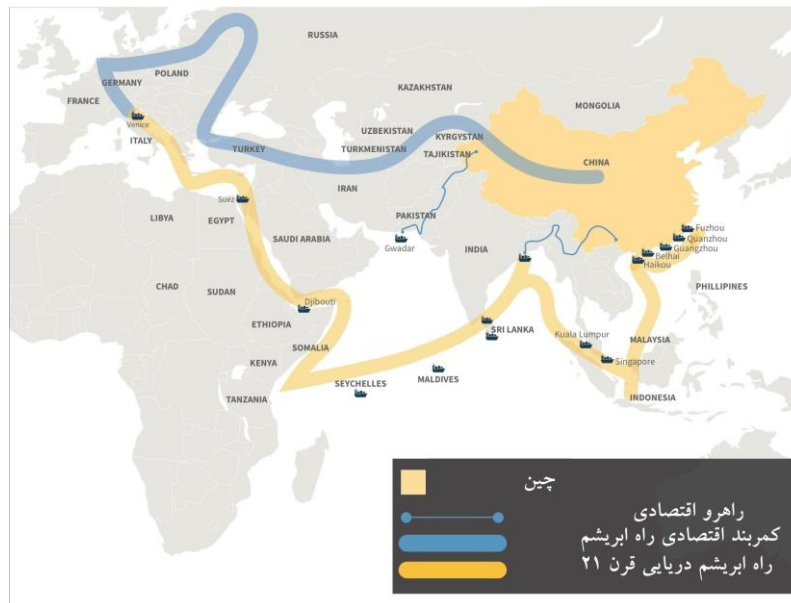 RUSSIA
POLAND
GERMANY
FRANCE
KAZAKHSTAN
MONGOLIA
Venice
ITALY
UZBEKISTAN
KYRGYSTAN
TURKEY
TURKMENISTAN
TAJIKISTAN
CHINA
IRAN
Suez
LIBYA
EGYPT
PAKISTAN
SAUDI ARABIA
Gwadar
INDIA
Fuzhou
Quanzhou
Guangzhou
Belhai
Haikou
CHAD
SUDAN
Djibouti
PHILLIPINES
ETHIOPIA
SRI LANKA
Kuala Lumpur
MALAYSIA
SOMALIA
KENYA
Singapore
SEYCHELLES
MALDIVES
TANZANIA
INDONESIA
چین
راهرو اقتصادی
کمربند اقتصادی راه ابریشم
راه ابریشم دریایی قرن ۲۱